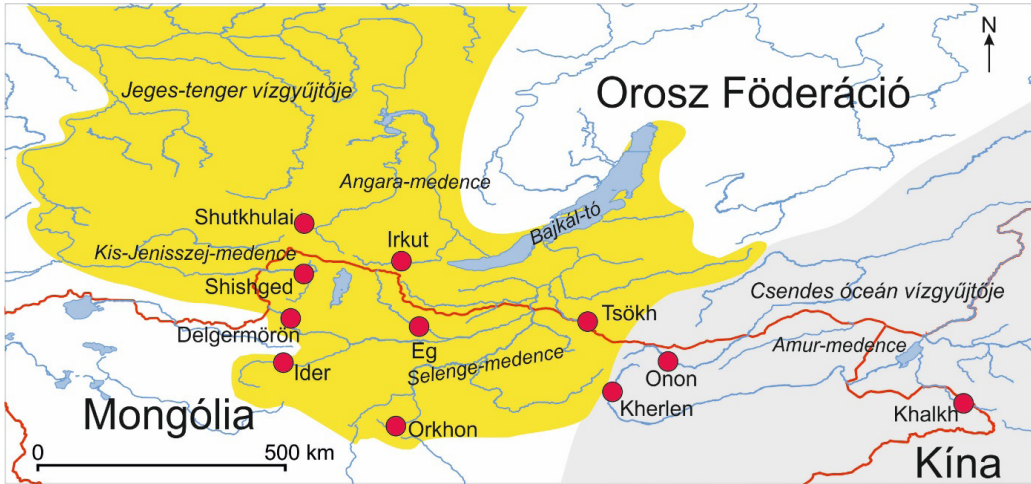 N
Jeges-tenger vízgyűjtője
Orosz Föderáció
Angara-medence
Bajkál-tó
Shutkhulai
Irkut
Kis-Jenisszej-medence
Shishged
Csendes óceán vízgyűjtője
Tsökh
Delgermörön
Eg
Amur-medence
Selenge-medence
Onon
Ider
Kherlen
Mongólia
Khalkh
Orkhon
0
500 km
Kína